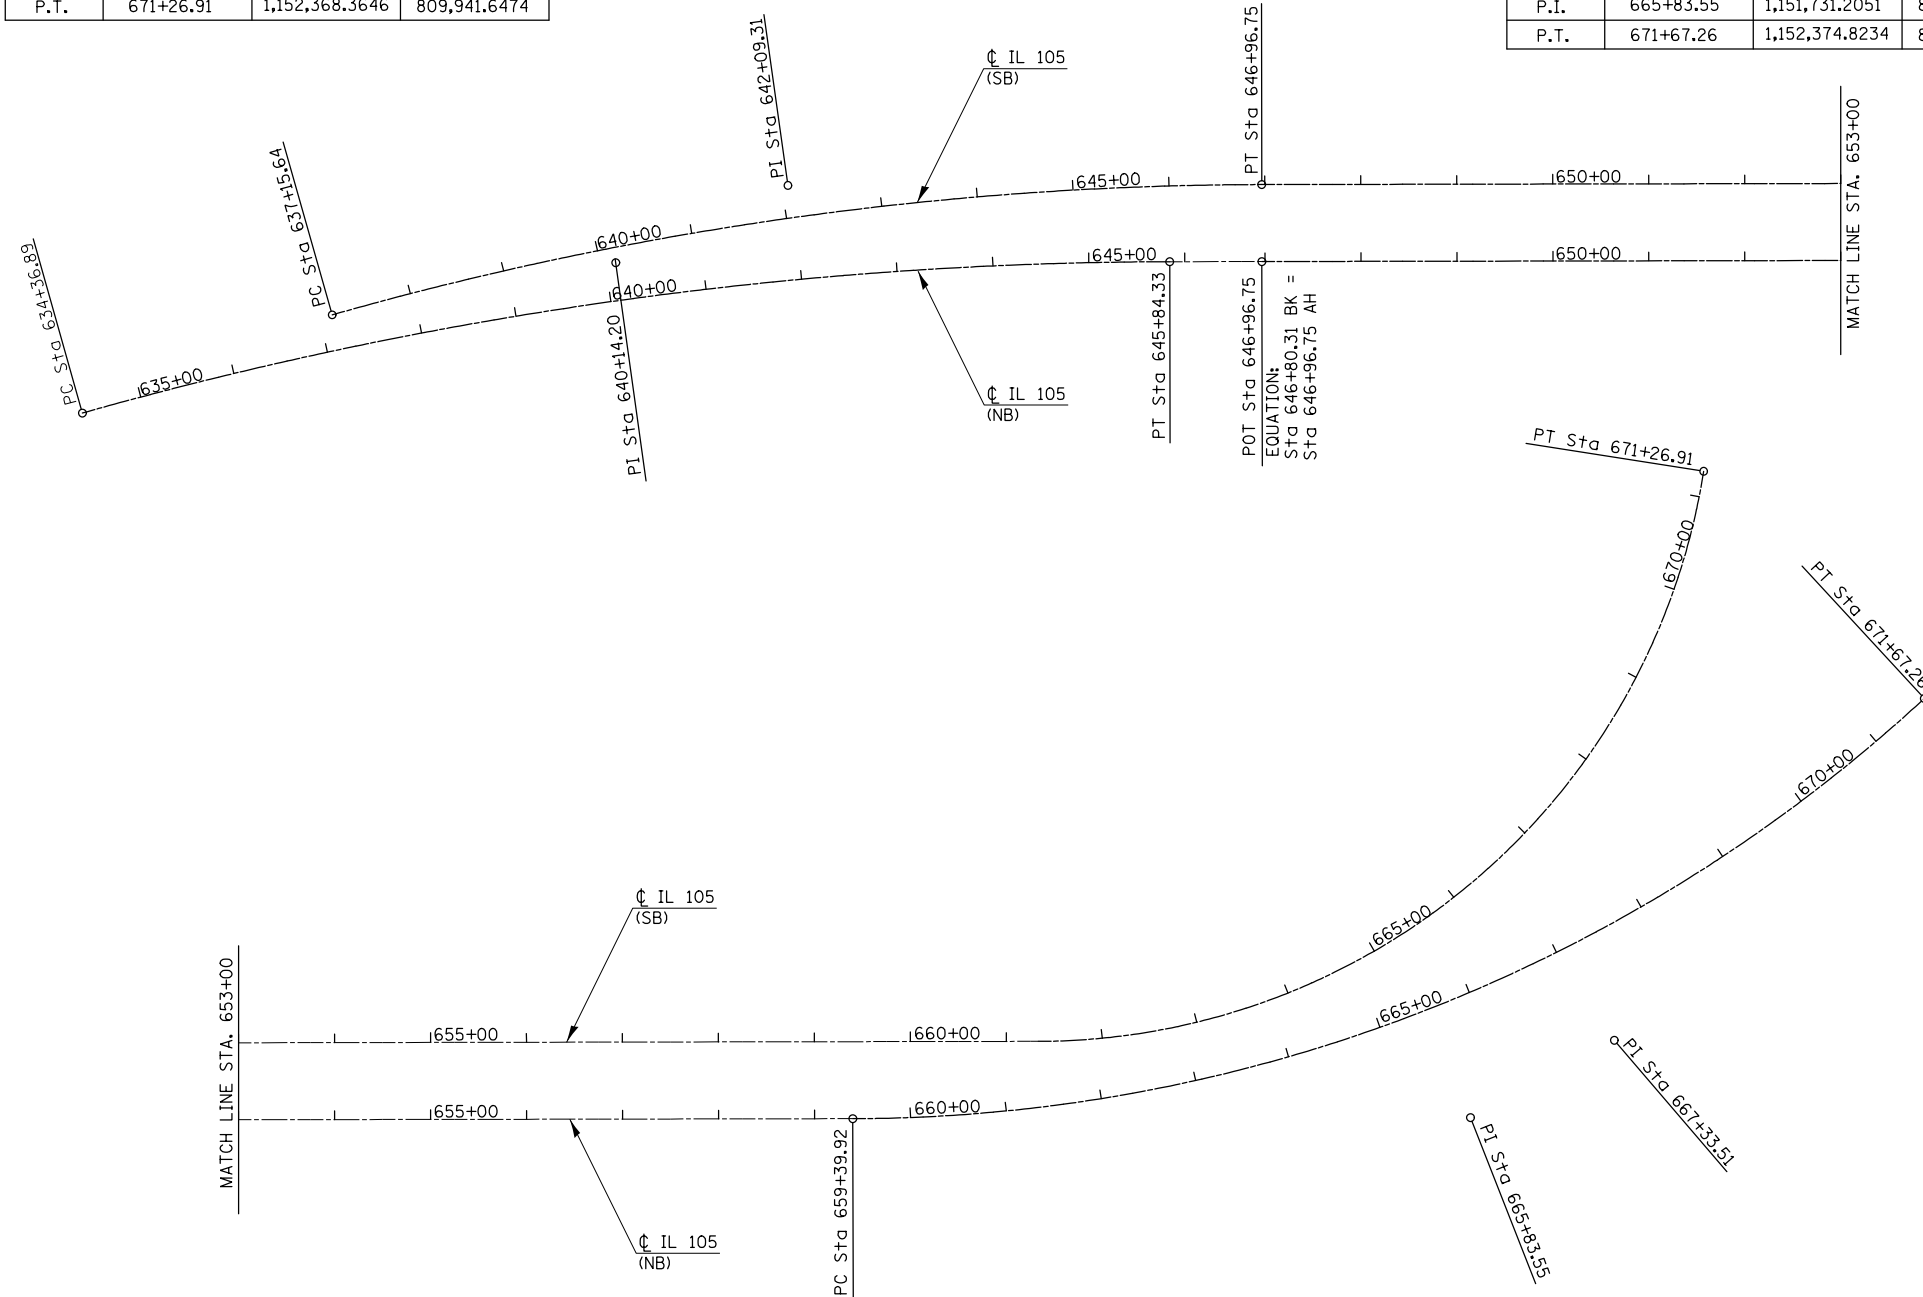 P.T. 671+26.91 1,152,368.3646 809,941.6474
P.I. 665+83.55 1,151,731.2051 8
P.T. 671+67.26 1,152,374.8234 8
PC Sta 634+36.89
PC Sta 637+15.64
PI Sta 642+09.31
℄ IL 105
(SB)
PT Sta 646+96.75
MATCH LINE STA. 653+00
640+00
645+00
650+00
635+00
640+00
645+00
650+00
PI Sta 640+14.20
℄ IL 105
(NB)
PT Sta 645+84.33
POT Sta 646+96.75
EQUATION:
Sta 646+80.31 BK =
Sta 646+96.75 AH
PT Sta 671+26.91
670+00
PT Sta 671+67.26
670+00
665+00
665+00
℄ IL 105
(SB)
MATCH LINE STA. 653+00
655+00
660+00
655+00
660+00
℄ IL 105
(NB)
PC Sta 659+39.92
PI Sta 667+33.51
PI Sta 665+83.55